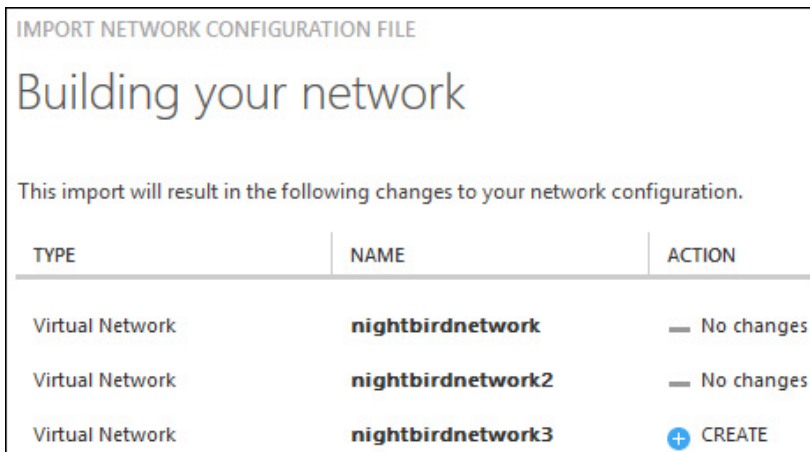 IMPORT NETWORK CONFIGURATION FILE
Building your network
This import will result in the following changes to your network configuration.
TYPE NAME ACTION
Virtual Network nightbirdnetwork No changes
Virtual Network nightbirdnetwork2 No changes
Virtual Network nightbirdnetwork3 CREATE